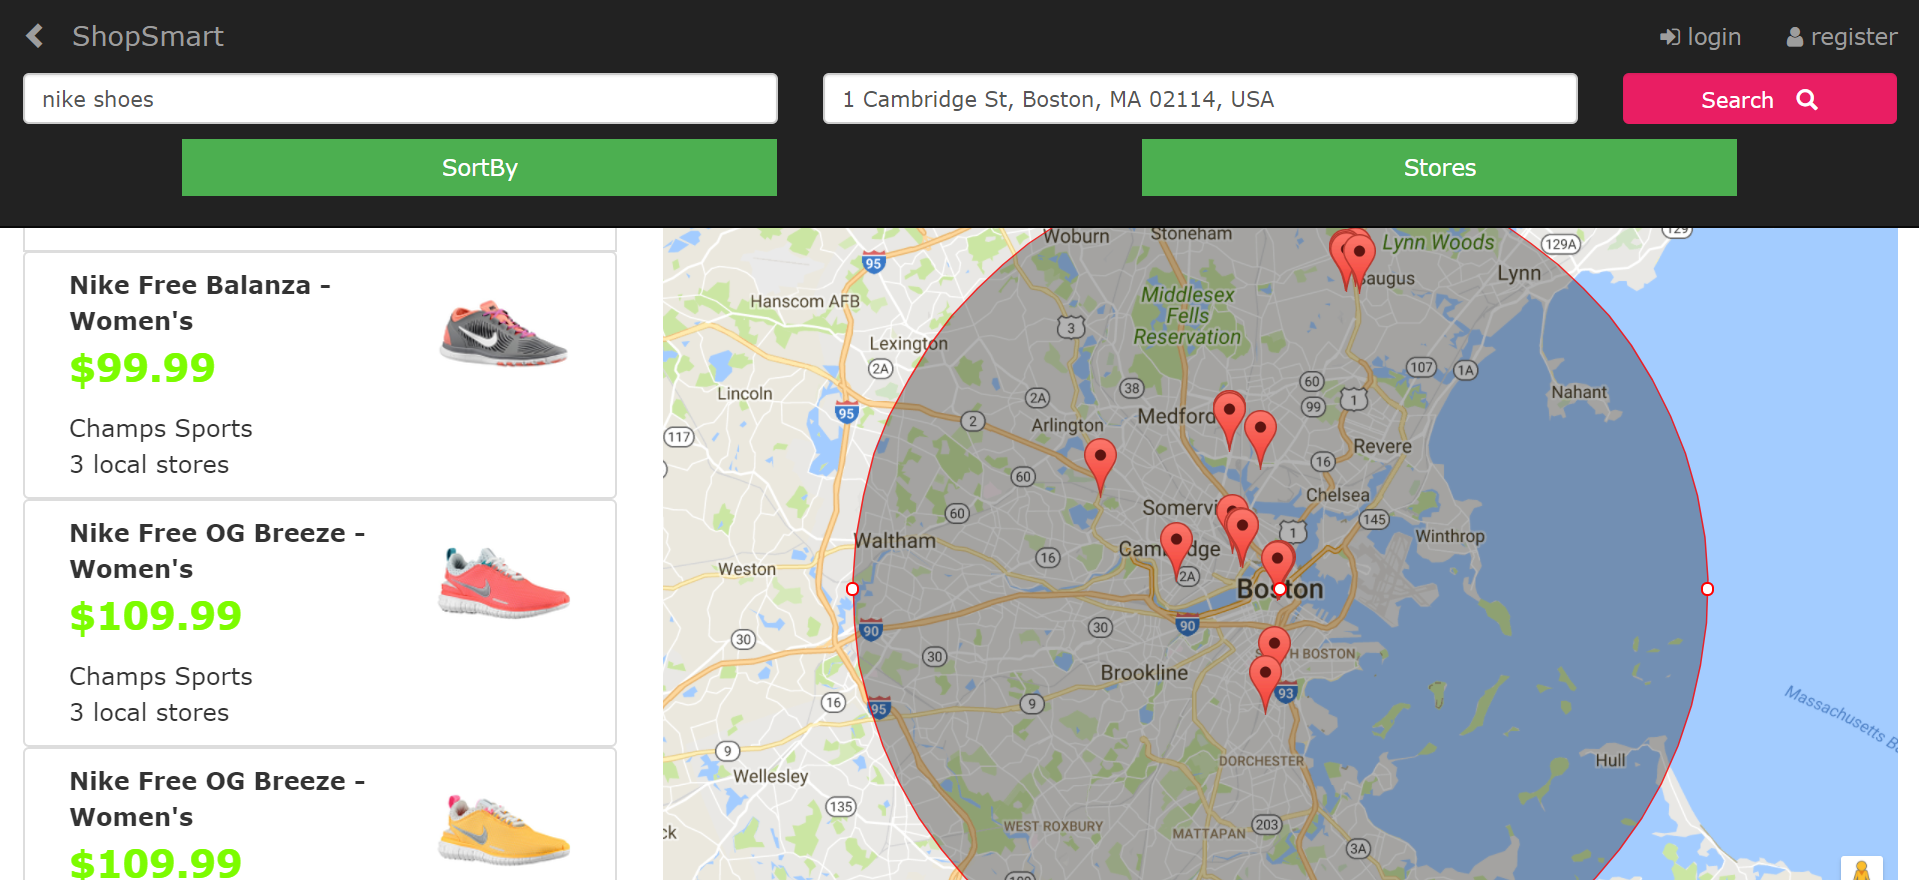 ShopSmart
login
register
nike shoes
1 Cambridge St, Boston, MA 02114, USA
Search
SortBy
Stores
Nike Free Balanza -
Women's
$99.99
Champs Sports
3 local stores
Nike Free OG Breeze -
Women's
$109.99
Champs Sports
3 local stores
Nike Free OG Breeze -
Women's
$109.99
Woburn
Stoneham
Lynn Woods
129A
129
95
Saugus
Lynn
Hanscom AFB
Middlesex
Fells
Reservation
3
Lexington
2A
107
1A
60
38
Lincoln
2A
99
1
Nahant
95
2
Arlington
Medford
117
Revere
16
60
Chelsea
Somervi
60
145
1
Winthrop
Waltham
Cambridge
16
2A
Weston
Boston
90
90
30
30
30
SOUTH BOSTON
Brookline
93
16
95
9
Massachusetts B
9
DORCHESTER
Hull
Wellesley
135
WEST ROXBURY
MATTAPAN
203
ck
3A